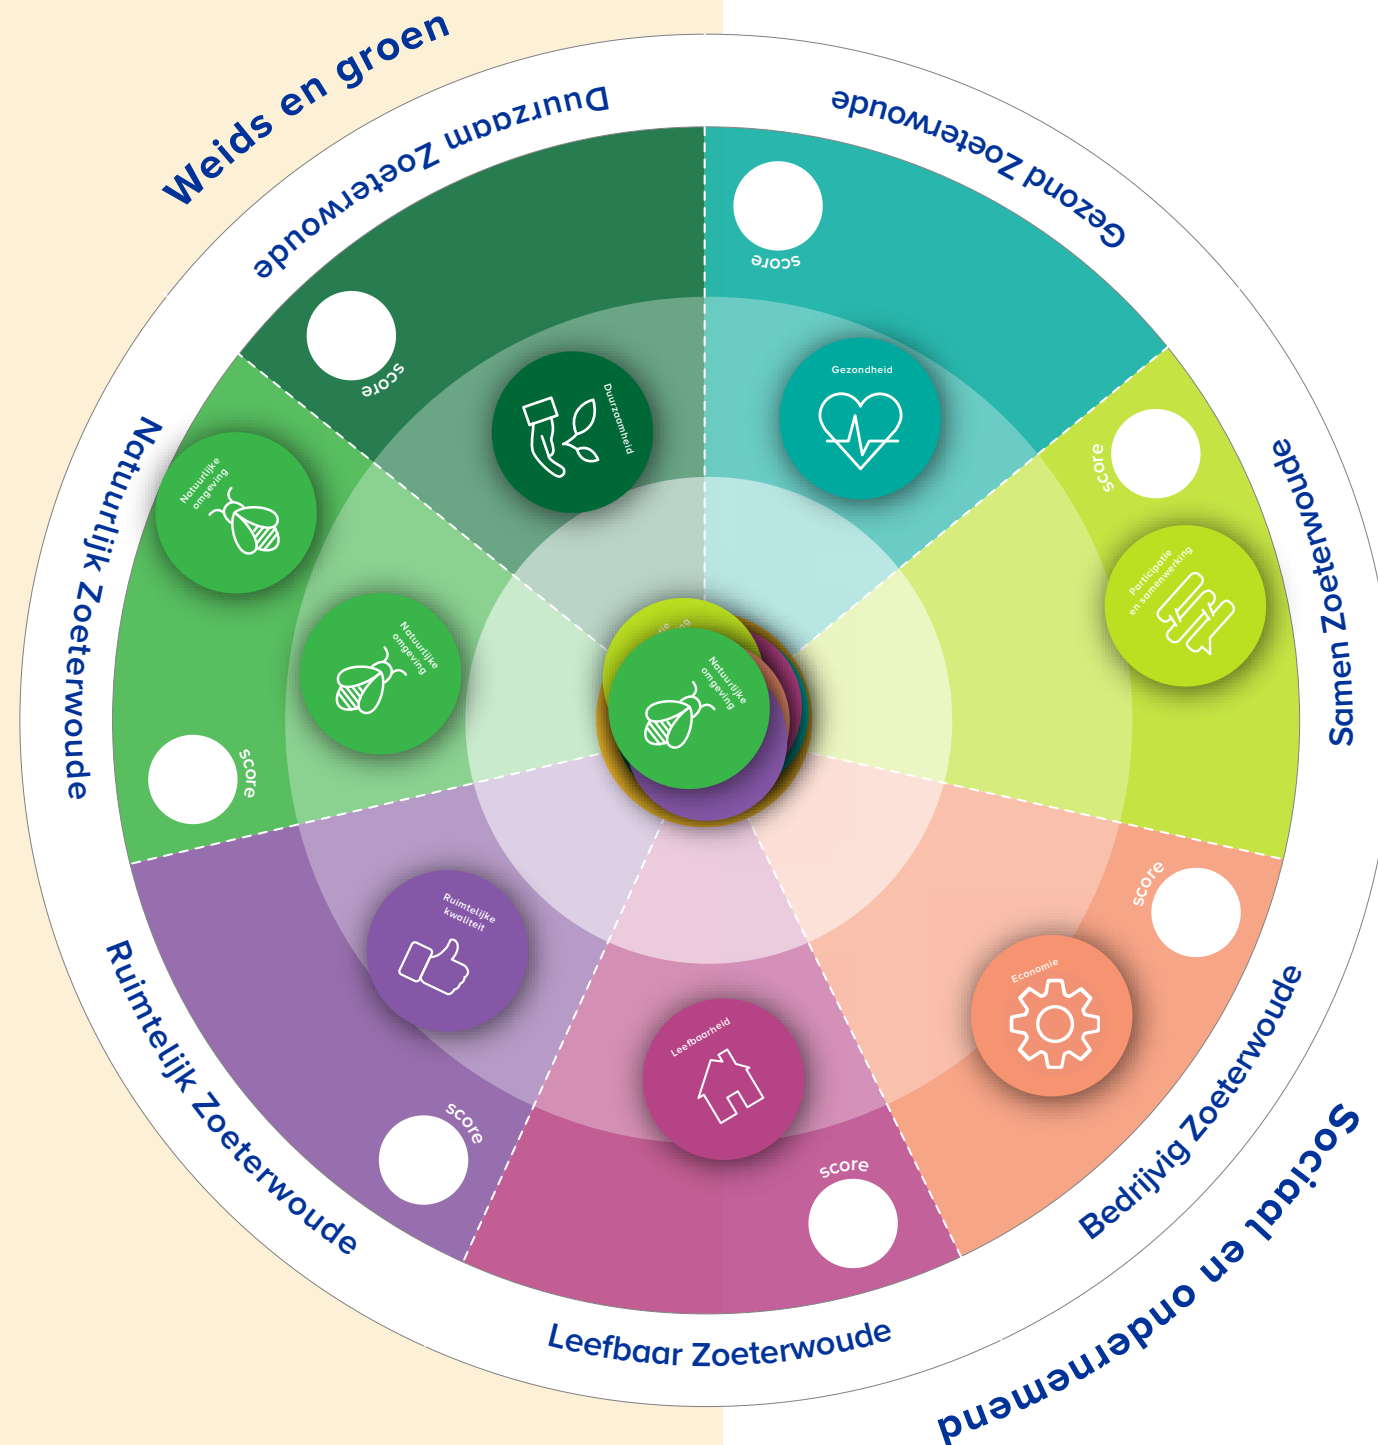 Weids en groen
Duurzaam Zoeterwoude
Gezond Zoeterwoude
score
score
Duurzaamheid
Gezondheid
Natuurlijk Zoeterwoude
Natuurlijke
omgeving
score
Participatie
en samenwerking
Samen Zoeterwoude
Natuurlijke
omgeving
Natuurlijke
omgeving
score
Ruimtelijke
kwaliteit
score
Economie
Leefbaarheid
Ruimtelijk Zoeterwoude
score
score
Bedrijvig Zoeterwoude
Leefbaar Zoeterwoude
Sociaal en ondernemend